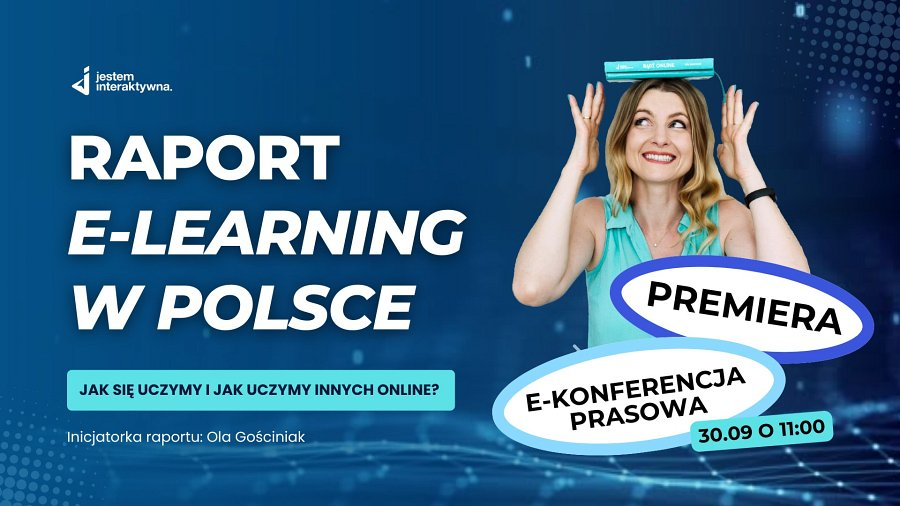 jestem
interaktywna.
RAPORT
E-LEARNING
W POLSCE
JAK SIĘ UCZYMY I JAK UCZYMY INNYCH ONLINE?
Inicjatorka raportu: Ola Gościniak
BĄDŹ ONLINE
PREMIERA
E-KONFERENCJA
PRASOWA
30.09 O 11:00